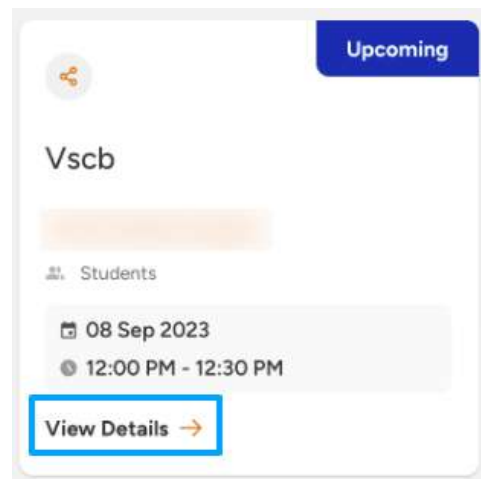 Upcoming
Vscb
Students
08 Sep 2023
12:00 PM - 12:30 PM
View Details →